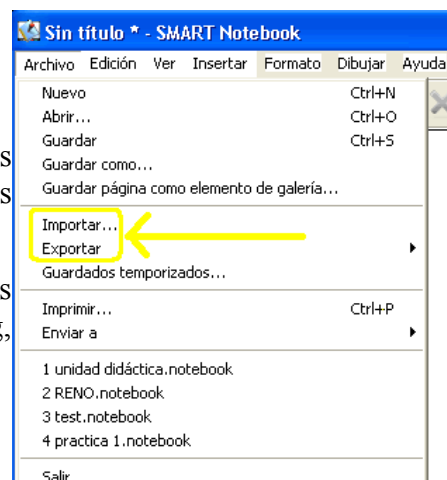 Sin título * - SMART Notebook
Archivo Edición Ver Insertar Formato Dibujar Ayuda
Nuevo Ctrl+N
Abrir... Ctrl+O
Guardar Ctrl+S
Guardar como...
Guardar página como elemento de galería...
Importar...
Exportar
Guardados temporizados...
Imprimir... Ctrl+P
Enviar a
1 unidad didáctica.notebook
2 RENO.notebook
3 test.notebook
4 practica 1.notebook
Salir